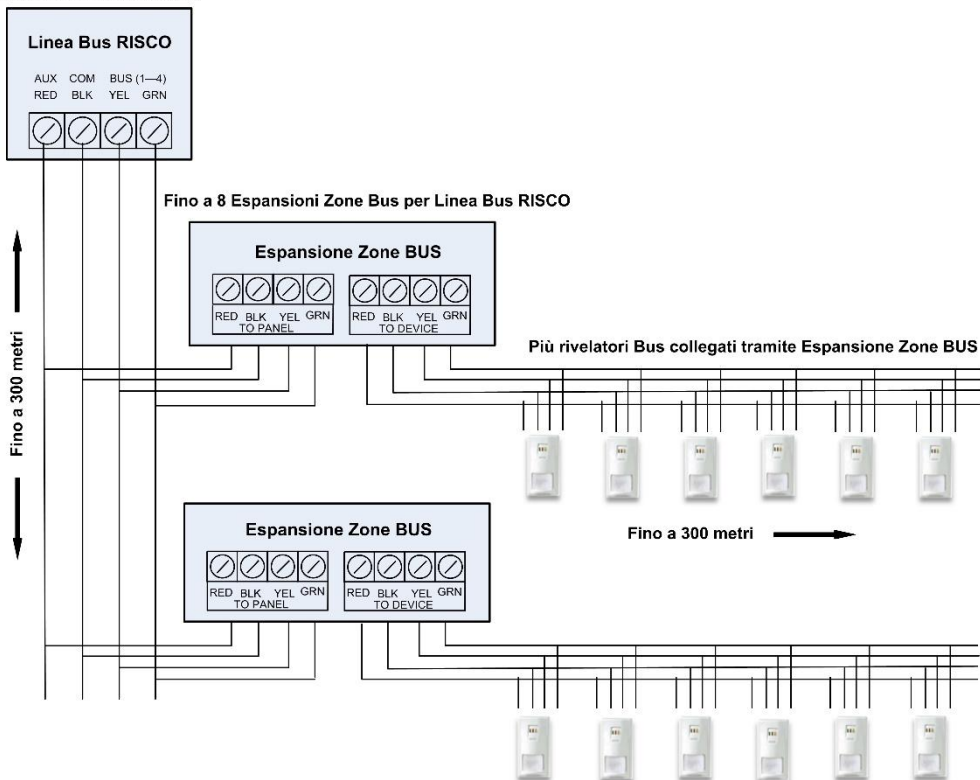 Linea Bus RISCO
AUX COM BUS (1—4)
RED BLK YEL GRN
Fino a 8 Espansioni Zone Bus per Linea Bus RISCO
Espansione Zone BUS
RED BLK YEL GRN RED BLK YEL GRN
TO PANEL TO DEVICE
Più rivelatori Bus collegati tramite Espansione Zone BUS
Fino a 300 metri
Fino a 300 metri
Espansione Zone BUS
RED BLK YEL GRN RED BLK YEL GRN
TO PANEL TO DEVICE